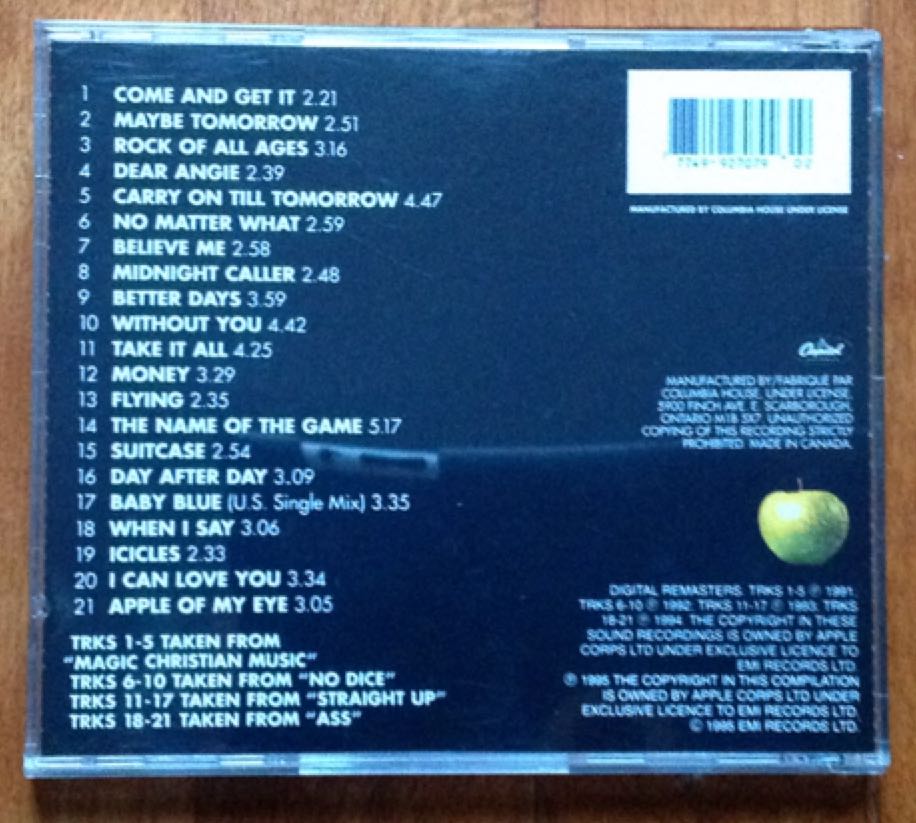 1 COME AND GET IT 2.21
2 MAYBE TOMORROW 2.51
3 ROCK OF ALL AGES 3.16
4 DEAR ANGIE 2.39
5 CARRY ON TILL TOMORROW 4.47
6 NO MATTER WHAT 2.59
7 BELIEVE ME 2.58
8 MIDNIGHT CALLER 2.48
9 BETTER DAYS 3.59
10 WITHOUT YOU 4.42
11 TAKE IT ALL 4.25
12 MONEY 3.29
13 FLYING 2.35
14 THE NAME OF THE GAME 5.17
15 SUITCASE 2.54
16 DAY AFTER DAY 3.09
17 BABY BLUE (U.S. Single Mix) 3.35
18 WHEN I SAY 3.06
19 ICICLES 2.33
20 I CAN LOVE YOU 3.34
21 APPLE OF MY EYE 3.05
TRKS 1-5 TAKEN FROM
"MAGIC CHRISTIAN MUSIC"
TRKS 6-10 TAKEN FROM "NO DICE"
TRKS 11-17 TAKEN FROM "STRAIGHT UP"
TRKS 18-21 TAKEN FROM "ASS"
MANUFACTURED BY COLUMBIA HOUSE UNDER LICENSE
Capitol
MANUFACTURED BY/FABRIQUE PAR
COLUMBIA HOUSE, UNDER LICENSE,
5900 FINCH AVE. E. SCARBOROUGH,
ONTARIO M1B 5X7. UNAUTHORIZED
COPYING OF THIS RECORDING STRICTLY
PROHIBITED. MADE IN CANADA.
DIGITAL REMASTERS. TRKS 1-5 ℗ 1991,
TRKS 6-10 ℗ 1992, TRKS 11-17 ℗ 1993, TRKS
18-21 ℗ 1994 THE COPYRIGHT IN THESE
SOUND RECORDINGS IS OWNED BY APPLE
CORPS LTD UNDER EXCLUSIVE LICENCE TO
EMI RECORDS LTD.
℗ 1995 THE COPYRIGHT IN THIS COMPILATION
IS OWNED BY APPLE CORPS LTD UNDER
EXCLUSIVE LICENCE TO EMI RECORDS LTD.
© 1995 EMI RECORDS LTD.